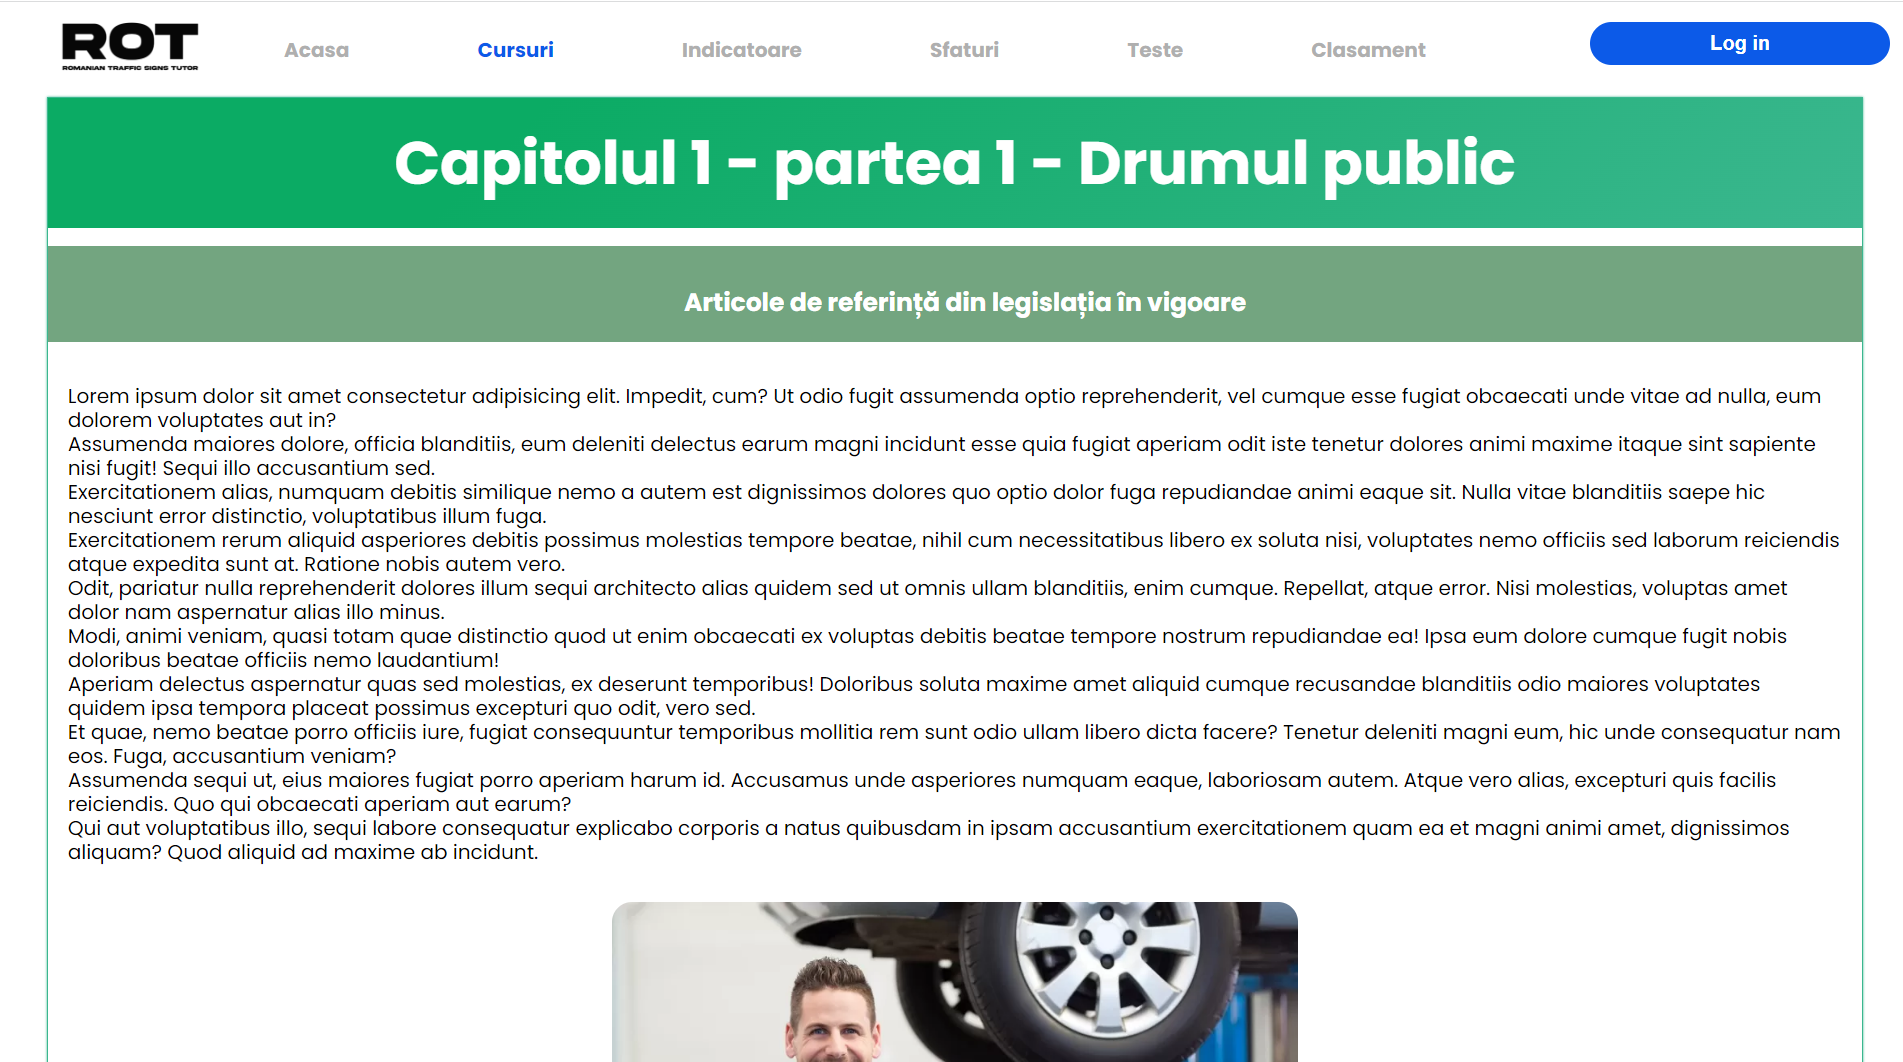 ROT
ROMANIAN TRAFFIC SIGNS TUTOR
Acasa
Cursuri
Indicatoare
Sfaturi
Teste
Clasament
Log in
Capitolul 1 - partea 1 - Drumul public
Articole de referință din legislația în vigoare
Lorem ipsum dolor sit amet consectetur adipisicing elit. Impedit, cum? Ut odio fugit assumenda optio reprehenderit, vel cumque esse fugiat obcaecati unde vitae ad nulla, eum
dolorem voluptates aut in?
Assumenda maiores dolore, officia blanditiis, eum deleniti delectus earum magni incidunt esse quia fugiat aperiam odit iste tenetur dolores animi maxime itaque sint sapiente
nisi fugit! Sequi illo accusantium sed.
Exercitationem alias, numquam debitis similique nemo a autem est dignissimos dolores quo optio dolor fuga repudiandae animi eaque sit. Nulla vitae blanditiis saepe hic
nesciunt error distinctio, voluptatibus illum fuga.
Exercitationem rerum aliquid asperiores debitis possimus molestias tempore beatae, nihil cum necessitatibus libero ex soluta nisi, voluptates nemo officiis sed laborum reiciendis
atque expedita sunt at. Ratione nobis autem vero.
Odit, pariatur nulla reprehenderit dolores illum sequi architecto alias quidem sed ut omnis ullam blanditiis, enim cumque. Repellat, atque error. Nisi molestias, voluptas amet
dolor nam aspernatur alias illo minus.
Modi, animi veniam, quasi totam quae distinctio quod ut enim obcaecati ex voluptas debitis beatae tempore nostrum repudiandae ea! Ipsa eum dolore cumque fugit nobis
doloribus beatae officiis nemo laudantium!
Aperiam delectus aspernatur quas sed molestias, ex deserunt temporibus! Doloribus soluta maxime amet aliquid cumque recusandae blanditiis odio maiores voluptates
quidem ipsa tempora placeat possimus excepturi quo odit, vero sed.
Et quae, nemo beatae porro officiis iure, fugiat consequuntur temporibus mollitia rem sunt odio ullam libero dicta facere? Tenetur deleniti magni eum, hic unde consequatur nam
eos. Fuga, accusantium veniam?
Assumenda sequi ut, eius maiores fugiat porro aperiam harum id. Accusamus unde asperiores numquam eaque, laboriosam autem. Atque vero alias, excepturi quis facilis
reiciendis. Quo qui obcaecati aperiam aut earum?
Qui aut voluptatibus illo, sequi labore consequatur explicabo corporis a natus quibusdam in ipsam accusantium exercitationem quam ea et magni animi amet, dignissimos
aliquam? Quod aliquid ad maxime ab incidunt.